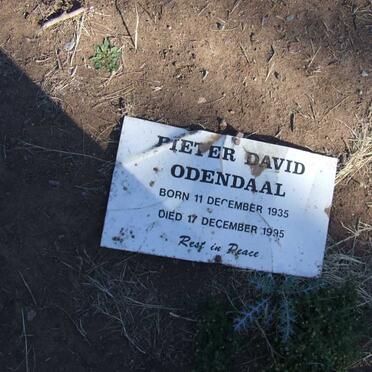 PIETER DAVID
ODENDAAL
BORN 11 DECEMBER 1935
DIED 17 DECEMBER 1995
Rest in Peace